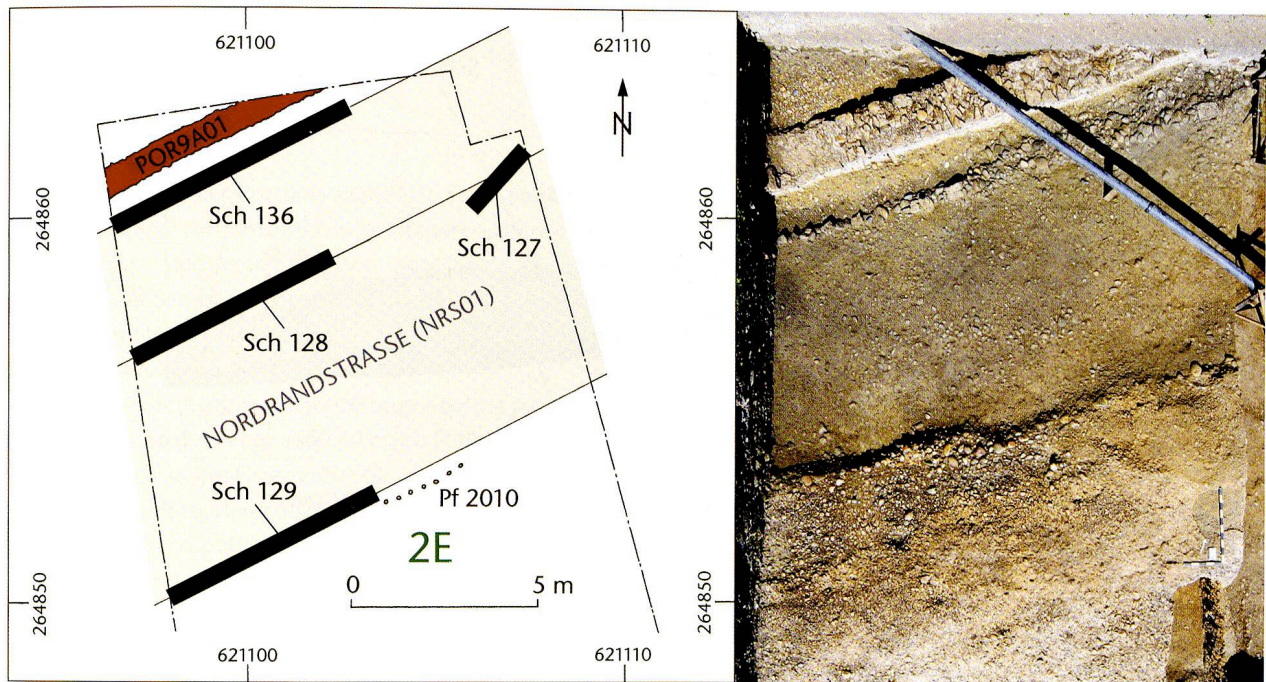 621100
621110
N
POR9A01
264860
264860
Sch 136
Sch 127
Sch 128
NORDRANDSTRASSE (NRS01)
Sch 129
Pf 2010
2E
0 5 m
264850
264850
621100
621110